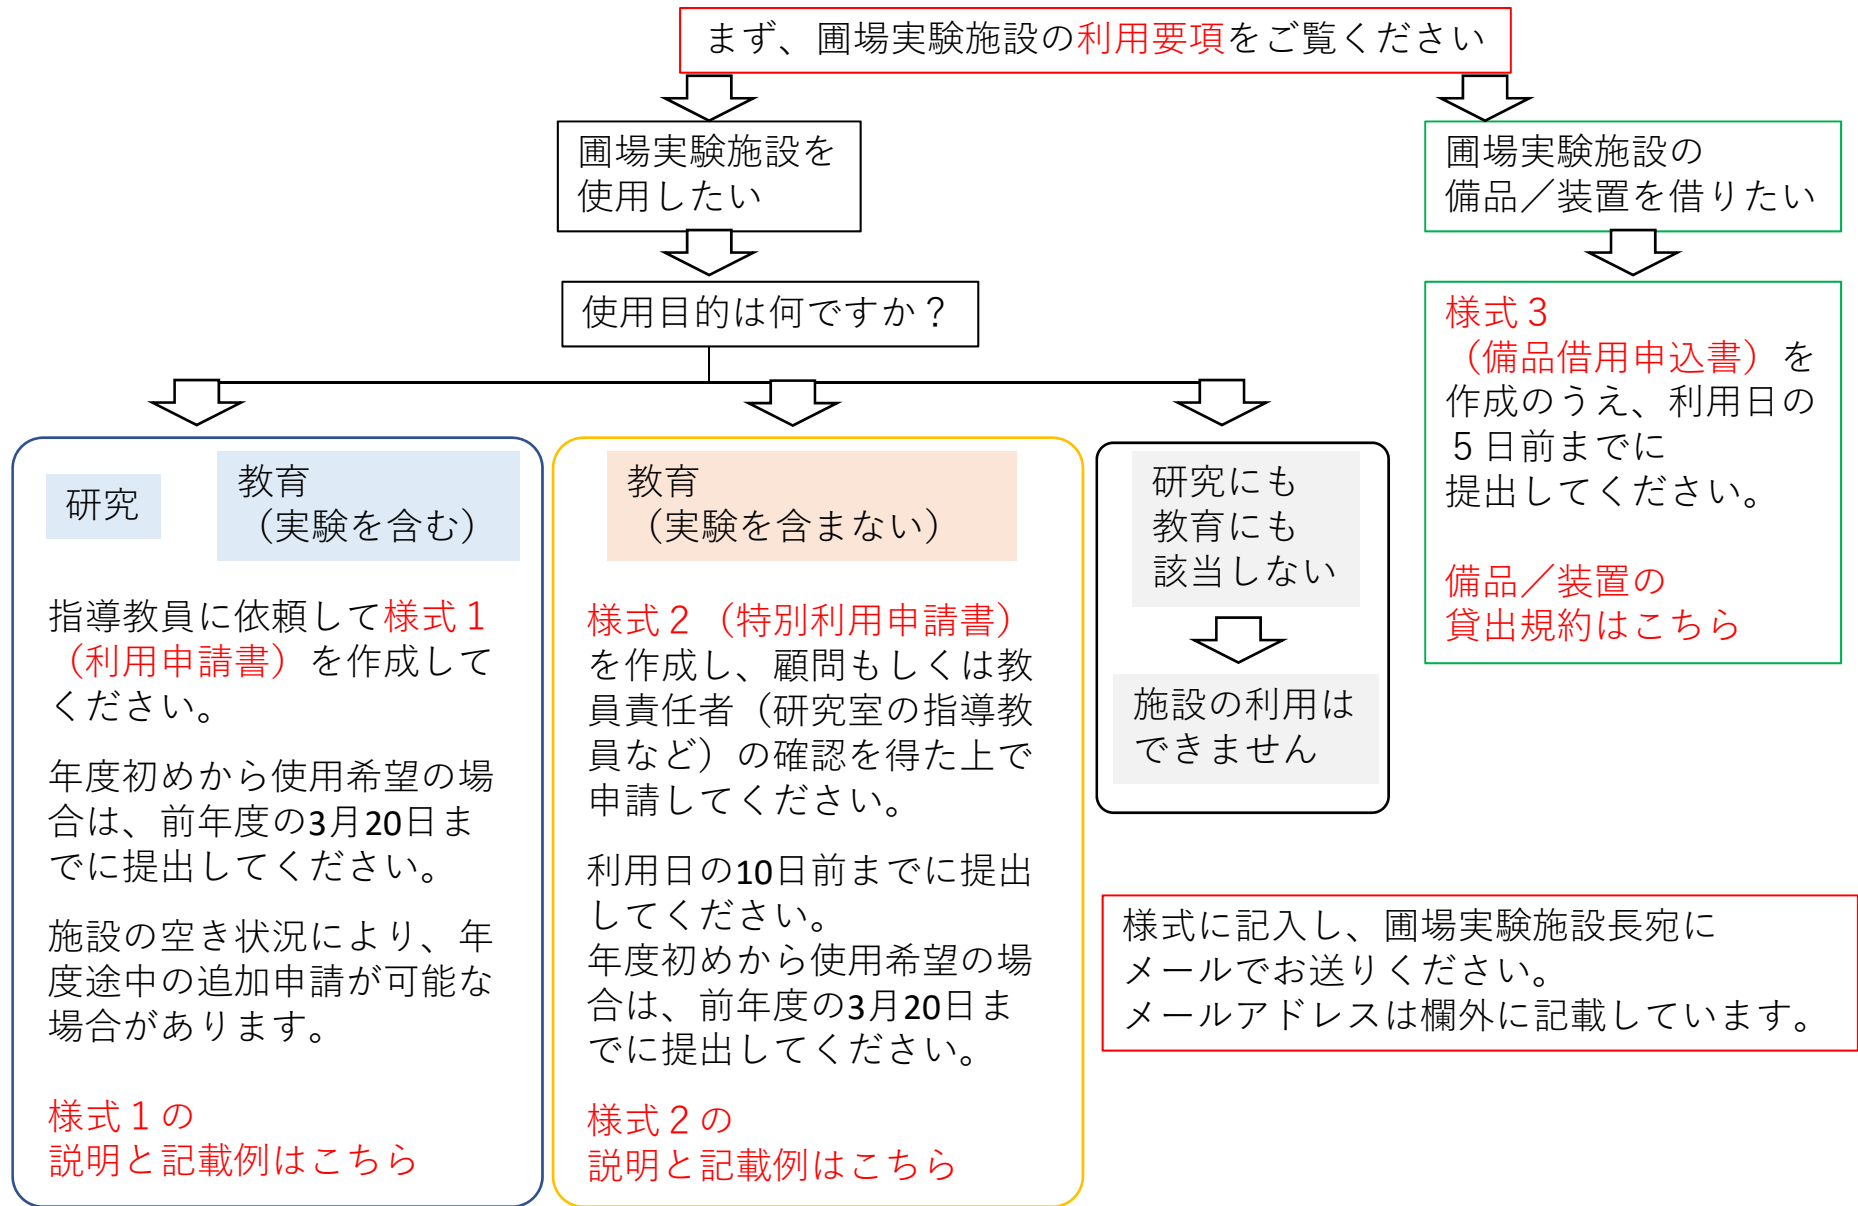 まず、圃場実験施設の利用要項をご覧ください
圃場実験施設を
使用したい
圃場実験施設の
備品／装置を借りたい
使用目的は何ですか？
研究
教育
（実験を含む）
指導教員に依頼して様式１
（利用申請書）を作成して
ください。
年度初めから使用希望の場
合は、前年度の3月20日ま
でに提出してください。
施設の空き状況により、年
度途中の追加申請が可能な
場合があります。
様式１の
説明と記載例はこちら
教育
（実験を含まない）
様式２（特別利用申請書）
を作成し、顧問もしくは教
員責任者（研究室の指導教
員など）の確認を得た上で
申請してください。
利用日の10日前までに提出
してください。
年度初めから使用希望の場
合は、前年度の3月20日ま
でに提出してください。
様式２の
説明と記載例はこちら
研究にも
教育にも
該当しない
施設の利用は
できません
様式３
（備品借用申込書）を
作成のうえ、利用日の
５日前までに
提出してください。
備品／装置の
貸出規約はこちら
様式に記入し、圃場実験施設長宛に
メールでお送りください。
メールアドレスは欄外に記載しています。